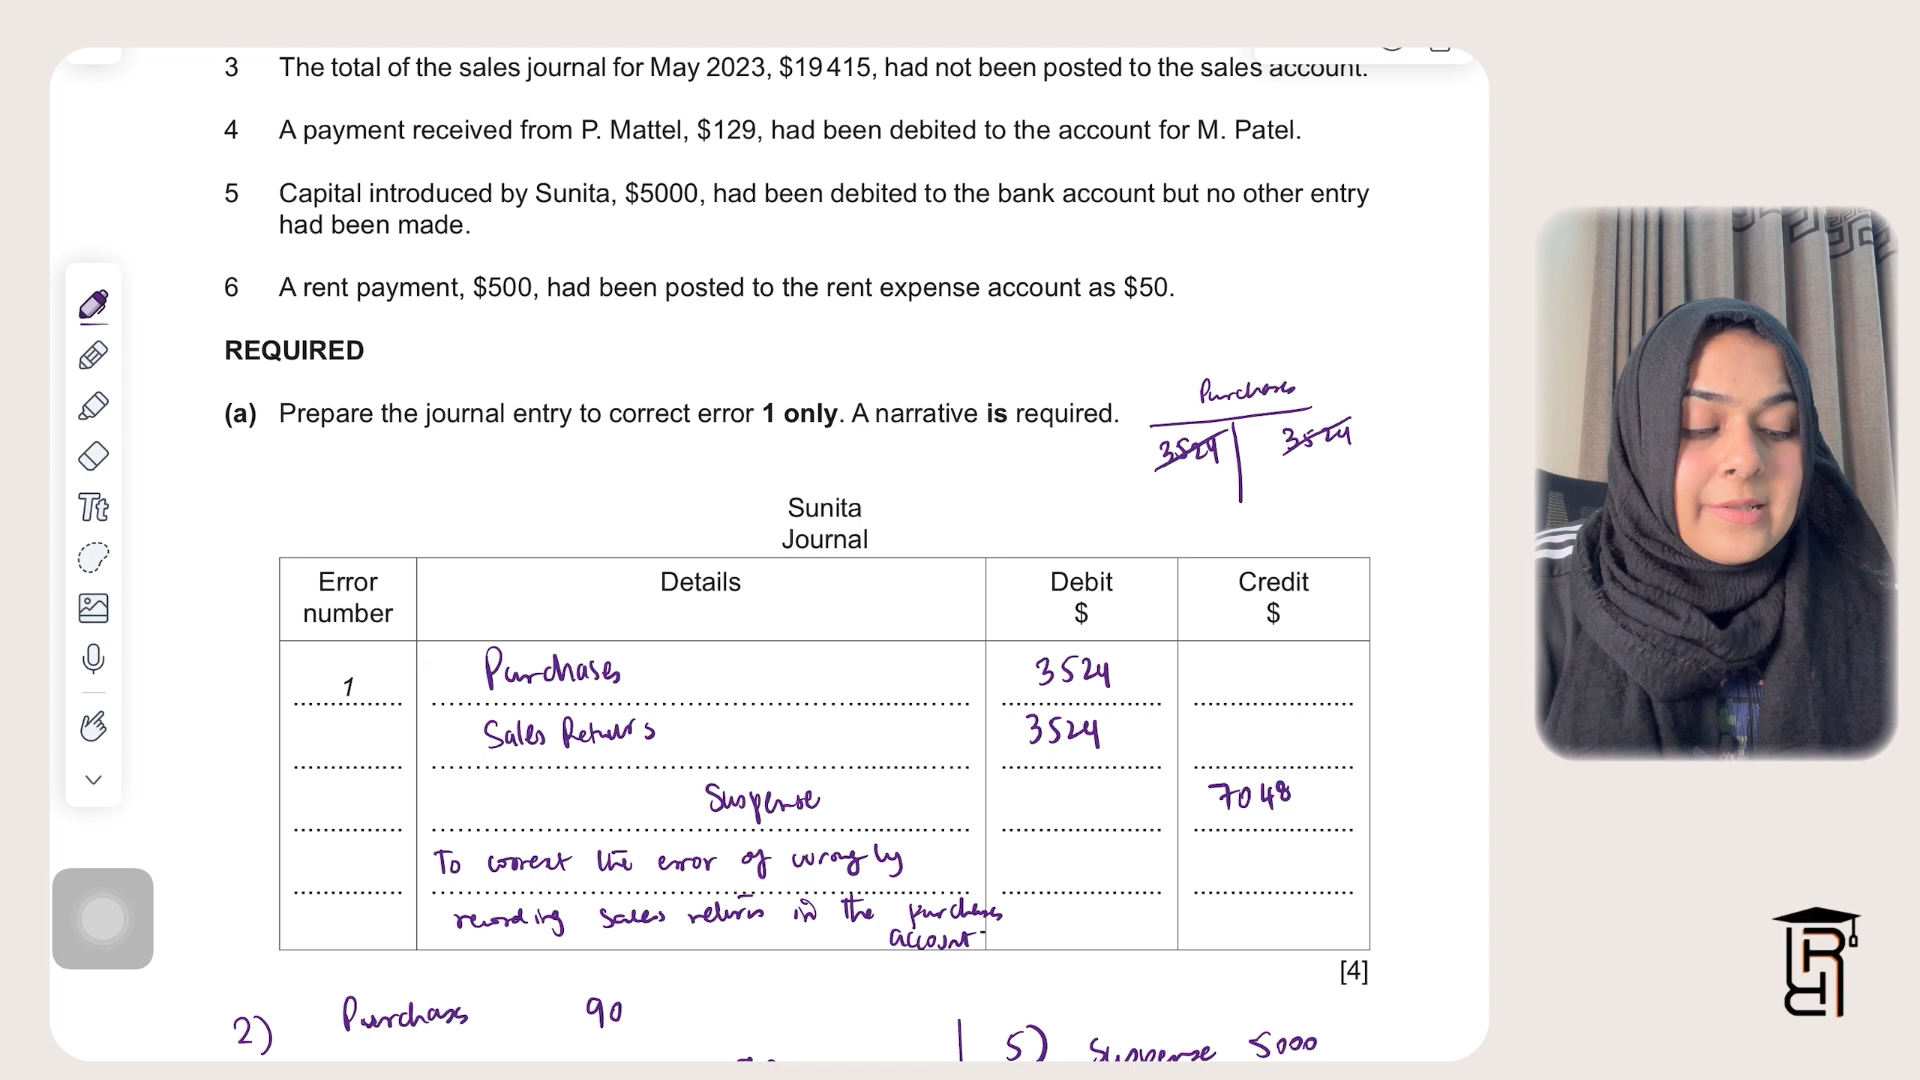 3 The total of the sales journal for May 2023, $19 415, had not been posted to the sales account.
4 A payment received from P. Mattel, $129, had been debited to the account for M. Patel.
5 Capital introduced by Sunita, $5000, had been debited to the bank account but no other entry
had been made.
6 A rent payment, $500, had been posted to the rent expense account as $50.
REQUIRED
Purchases
(a) Prepare the journal entry to correct error 1 only. A narrative is required.
3524 3524
Sunita
Journal
Error number Details Debit $ Credit $
1 Purchases 3524
Sales Returns 3524
Suspense 7048
To correct the error of wrongly
recording sales returns in the purchases
account.
[4]
2) Purchases 90
5) Suspense 5000
Tt